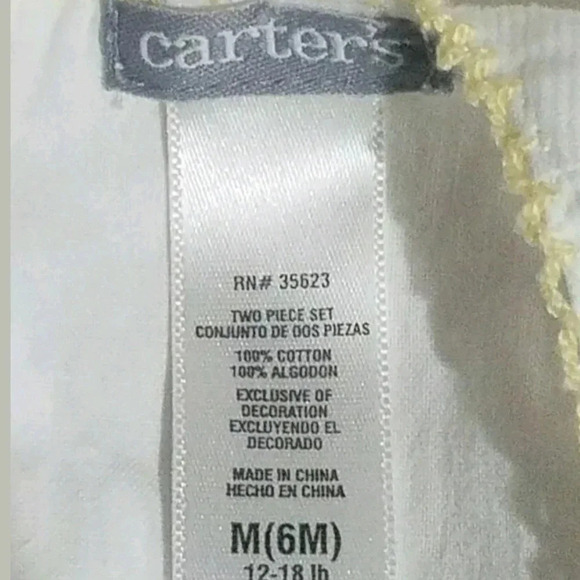 carter's
RN# 35623
TWO PIECE SET
CONJUNTO DE DOS PIEZAS
100% COTTON
100% ALGODON
EXCLUSIVE OF
DECORATION
EXCLUYENDO EL
DECORADO
MADE IN CHINA
HECHO EN CHINA
M(6M)
12-18 lb